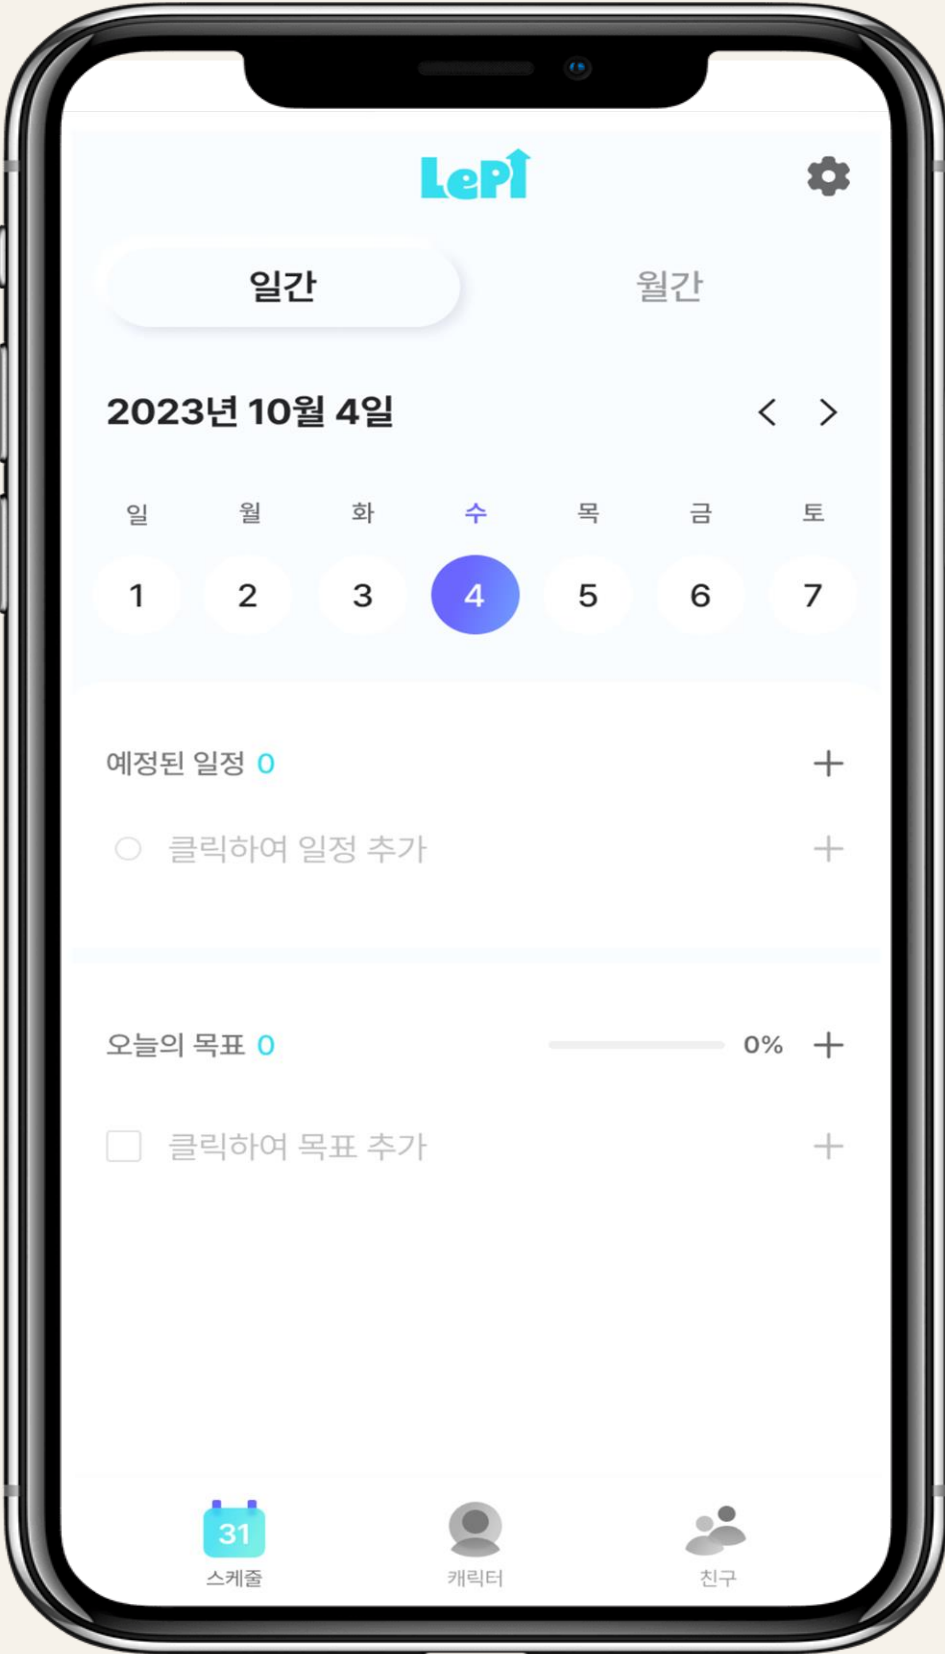 LePI
일간 월간
2023년 10월 4일
일 월 화 수 목 금 토
1 2 3 4 5 6 7
예정된 일정 0
클릭하여 일정 추가
오늘의 목표 0 0%
클릭하여 목표 추가
31
스케줄 캐릭터 친구